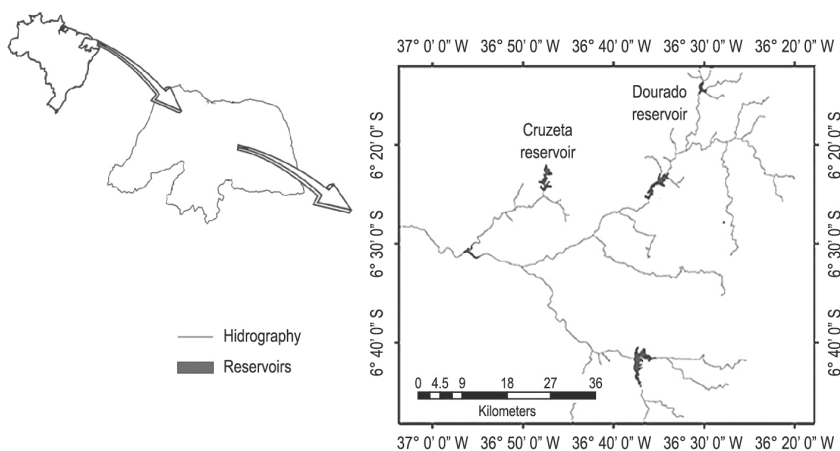 37° 0' 0" W 36° 50' 0" W 36° 40' 0" W 36° 30' 0" W 36° 20' 0" W
Dourado
reservoir
Cruzeta
reservoir
6° 20' 0" S
6° 20' 0" S
6° 30' 0" S
6° 30' 0" S
6° 40' 0" S
6° 40' 0" S
Hidrography
Reservoirs
0 4.5 9 18 27 36
Kilometers
37° 0' 0" W 36° 50' 0" W 36° 40' 0" W 36° 30' 0" W 36° 20' 0" W